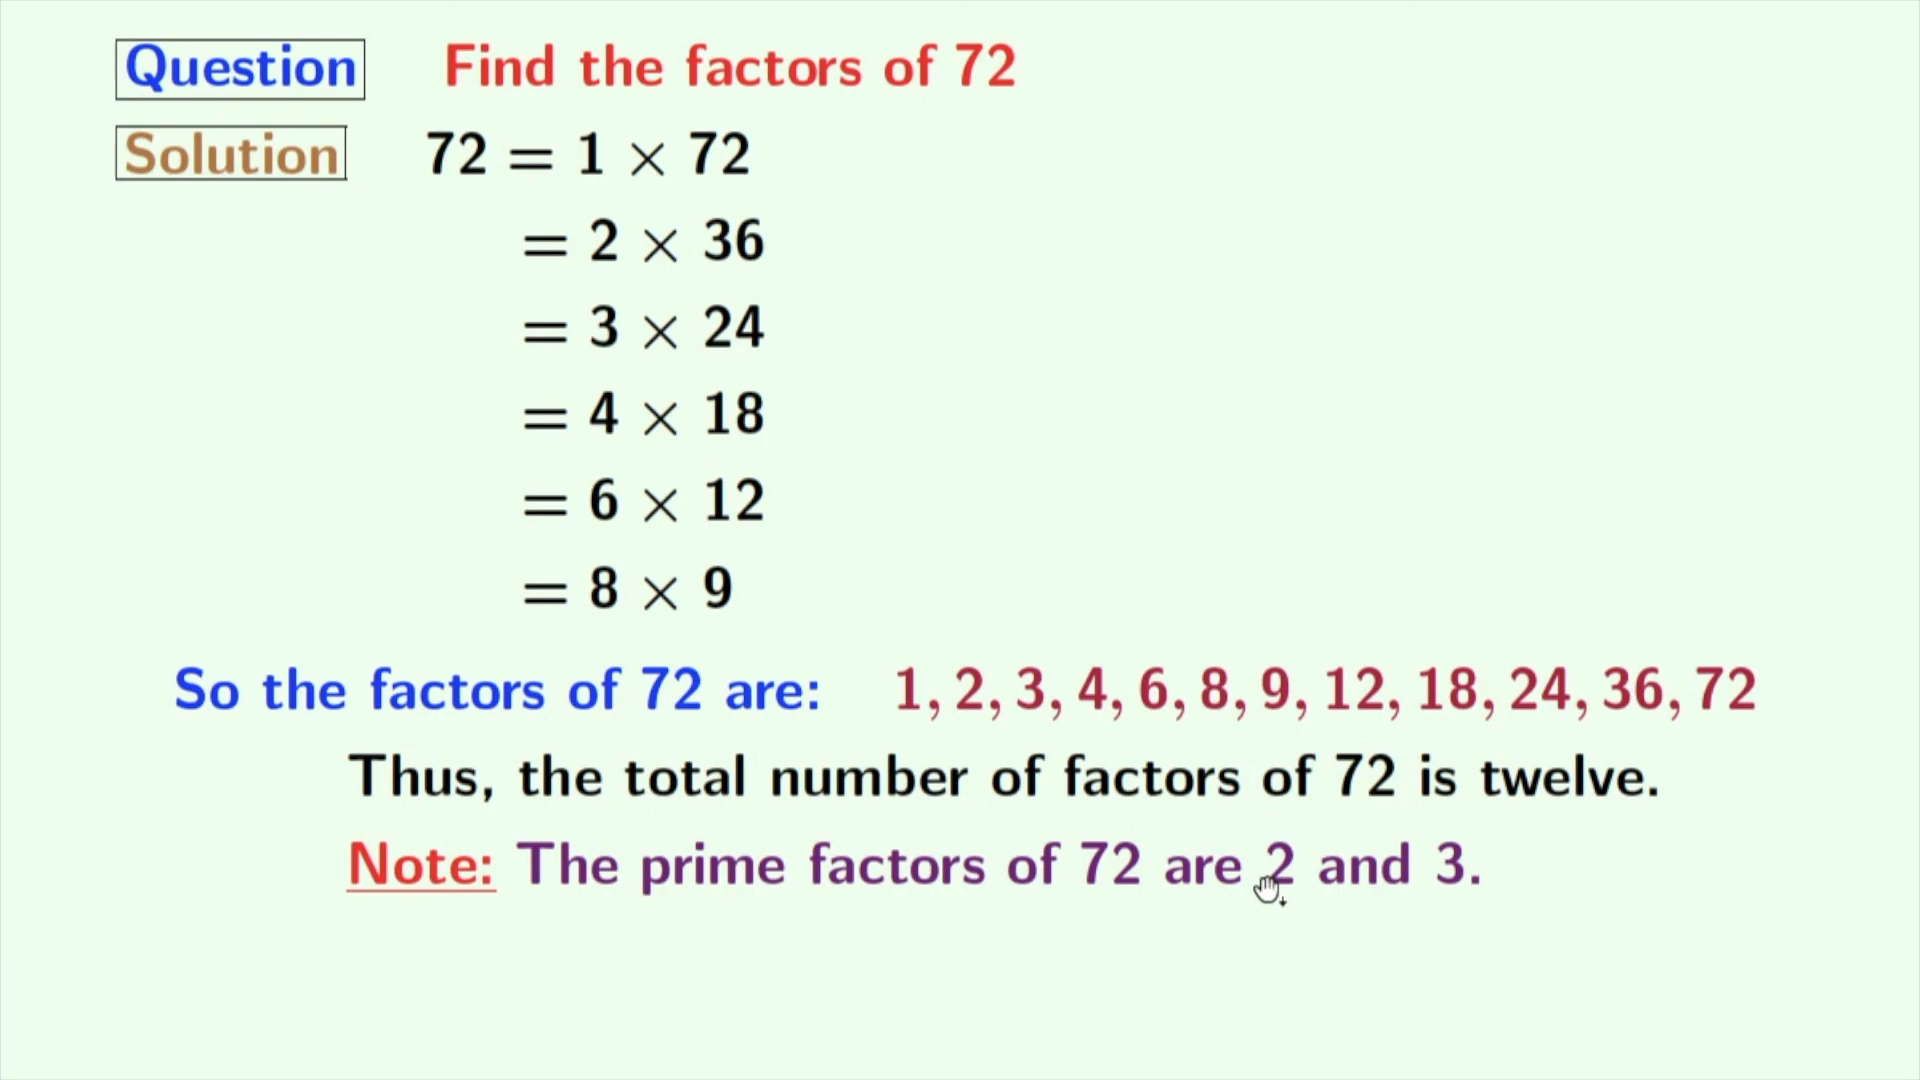 Question Find the factors of 72
Solution 72 = 1 × 72
= 2 × 36
= 3 × 24
= 4 × 18
= 6 × 12
= 8 × 9
So the factors of 72 are: 1, 2, 3, 4, 6, 8, 9, 12, 18, 24, 36, 72
Thus, the total number of factors of 72 is twelve.
Note: The prime factors of 72 are 2 and 3.